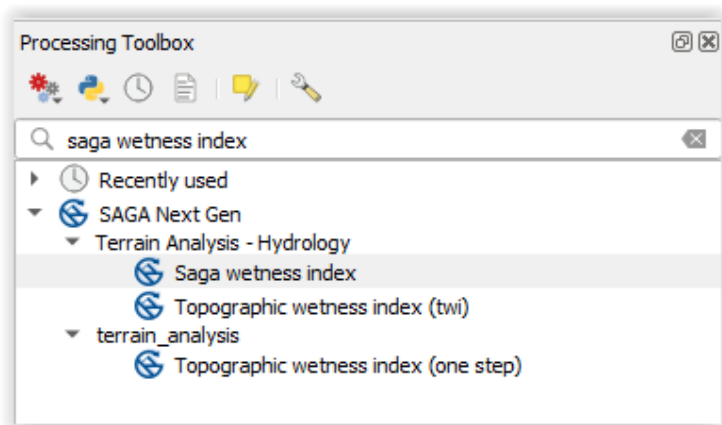 Processing Toolbox
saga wetness index
Recently used
SAGA Next Gen
Terrain Analysis - Hydrology
Saga wetness index
Topographic wetness index (twi)
terrain_analysis
Topographic wetness index (one step)